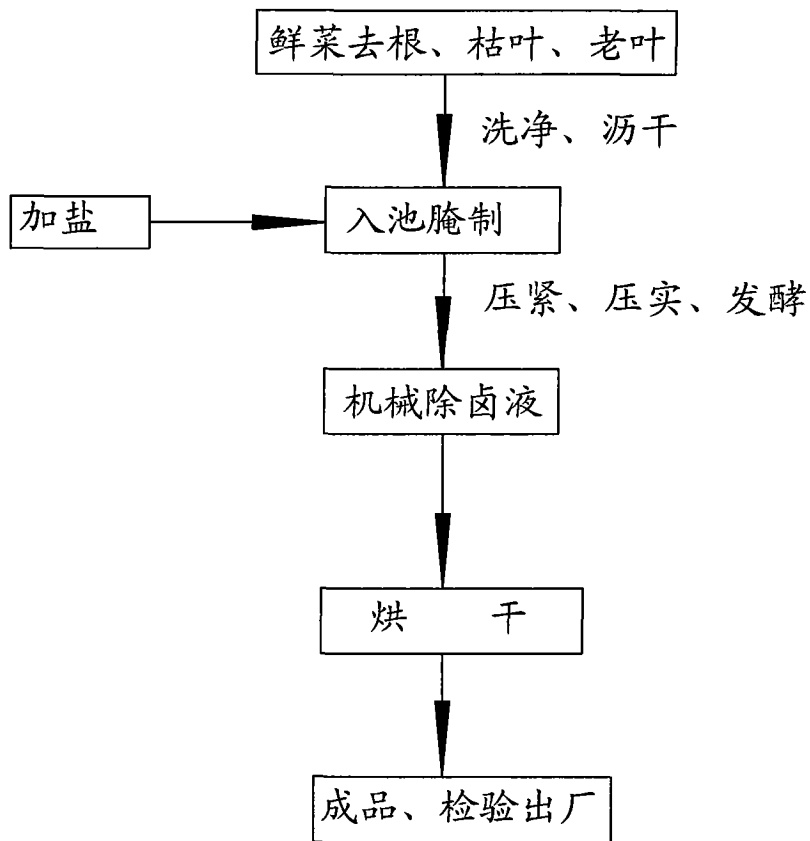 鲜菜去根、枯叶、老叶
洗净、沥干
加盐
入池腌制
压紧、压实、发酵
机械除卤液
烘 干
成品、检验出厂